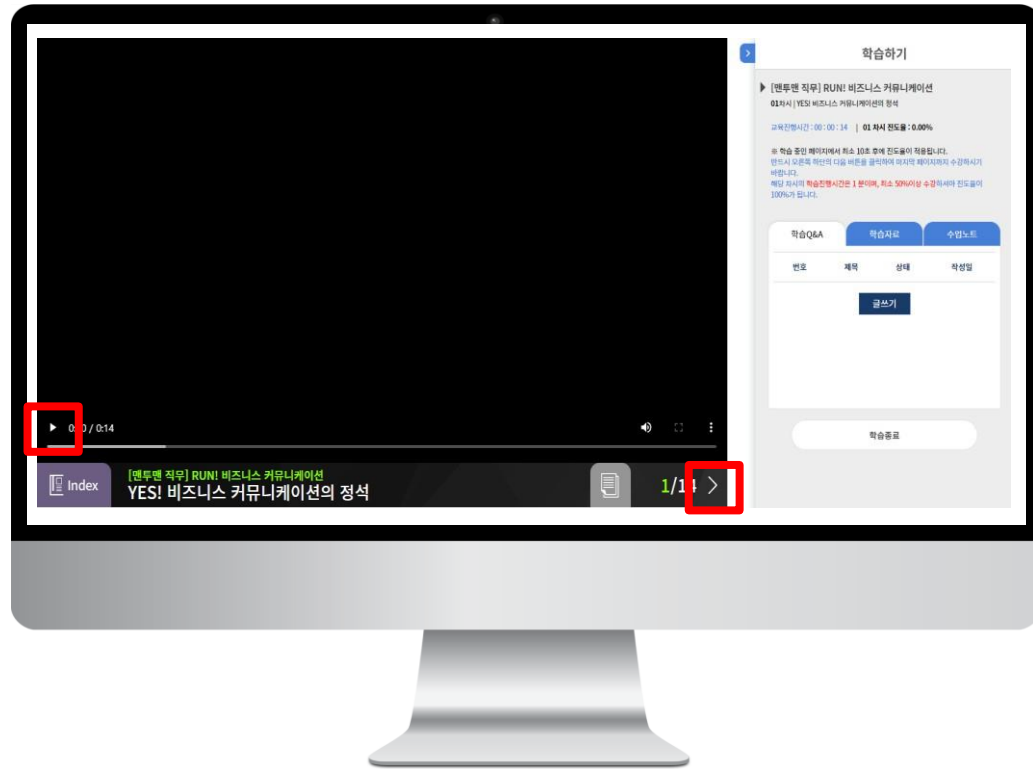 학습하기
[맨투맨 직무] RUN! 비즈니스 커뮤니케이션
01차시 | YES! 비즈니스 커뮤니케이션의 정석
교육진행시간 : 00 : 00 : 14 | 01 차시 진도율 : 0.00%
※ 학습 중인 페이지에서 최소 10초 후에 진도율이 적용됩니다.
반드시 오른쪽 하단의 다음 버튼을 클릭하여 마지막 페이지까지 수강하시기
바랍니다.
해당 차시의 학습진행시간은 1 분이며, 최소 50%이상 수강하셔야 진도율이
100%가 됩니다.
학습Q&A 학습자료 수업노트
번호 제목 상태 작성일
글쓰기
학습종료
0:00 / 0:14
Index
[맨투맨 직무] RUN! 비즈니스 커뮤니케이션
YES! 비즈니스 커뮤니케이션의 정석
1/14